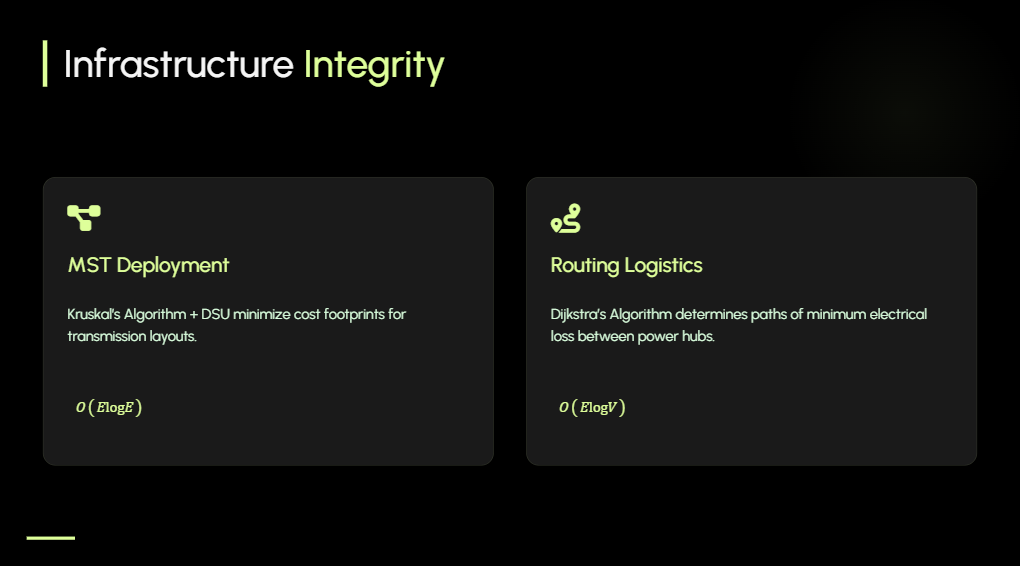 Infrastructure Integrity
MST Deployment
Kruskal's Algorithm + DSU minimize cost footprints for
transmission layouts.
O(ElogE)
Routing Logistics
Dijkstra's Algorithm determines paths of minimum electrical
loss between power hubs.
O(ElogV)